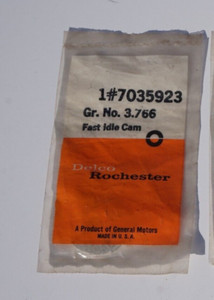 1#7035923
Gr. No. 3.766
Fast Idle Cam
Delco
Rochester
A Product of General Motors
MADE IN U.S.A.